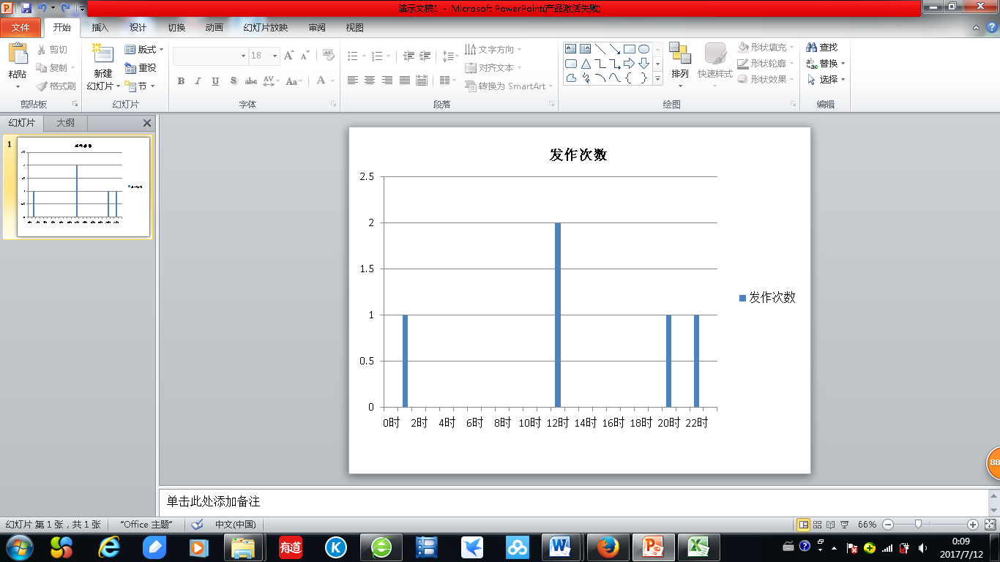 演示文稿1 - Microsoft PowerPoint(产品激活失败)
文件 开始 插入 设计 切换 动画 幻灯片放映 审阅 视图
粘贴 剪切 复制 格式刷 新建 幻灯片 版式 重设 节
18
B I U S abc AV Aa A
文字方向 对齐文本 转换为 SmartArt
排列 快速样式 形状填充 形状轮廓 形状效果
查找 替换 选择
剪贴板 幻灯片 字体 段落 绘图 编辑
幻灯片 大纲
1
发作次数
2.5
2
1.5
1
0.5
0
0时 2时 4时 6时 8时 10时 12时 14时 16时 18时 20时 22时
发作次数
88
单击此处添加备注
幻灯片 第 1 张，共 1 张 "Office 主题" 中文(中国) 66%
有道
0:09
2017/7/12